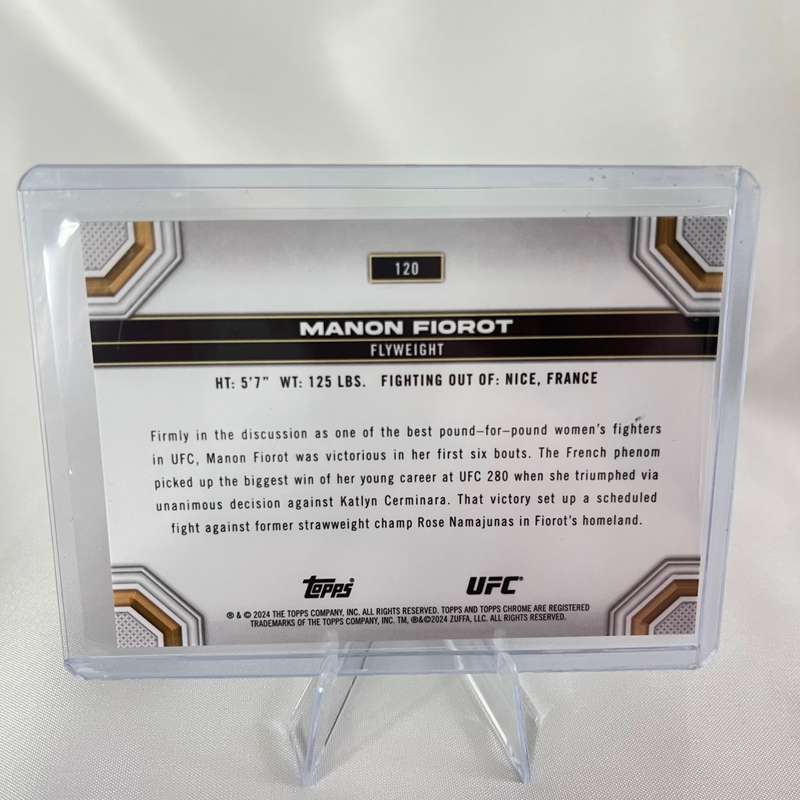 120
MANON FIOROT
FLYWEIGHT
HT: 5'7" WT: 125 LBS. FIGHTING OUT OF: NICE, FRANCE
Firmly in the discussion as one of the best pound–for–pound women's fighters
in UFC, Manon Fiorot was victorious in her first six bouts. The French phenom
picked up the biggest win of her young career at UFC 280 when she triumphed via
unanimous decision against Katlyn Cerminara. That victory set up a scheduled
fight against former strawweight champ Rose Namajunas in Fiorot's homeland.
Topps UFC®
® & © 2024 THE TOPPS COMPANY, INC. ALL RIGHTS RESERVED. TOPPS AND TOPPS CHROME ARE REGISTERED
TRADEMARKS OF THE TOPPS COMPANY, INC. TM, ®&©2024 ZUFFA, LLC. ALL RIGHTS RESERVED.